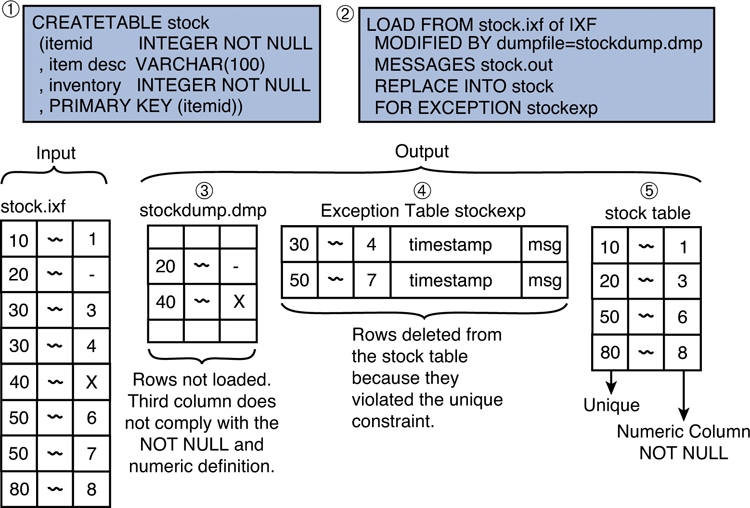 ①
CREATETABLE stock
(itemid INTEGER NOT NULL
, item desc VARCHAR(100)
, inventory INTEGER NOT NULL
, PRIMARY KEY (itemid))
②
LOAD FROM stock.ixf of IXF
MODIFIED BY dumpfile=stockdump.dmp
MESSAGES stock.out
REPLACE INTO stock
FOR EXCEPTION stockexp
Input
Output
stock.ixf
10 ~ 1
20 ~ -
30 ~ 3
30 ~ 4
40 ~ X
50 ~ 6
50 ~ 7
80 ~ 8
③
stockdump.dmp
20 ~ -
40 ~ X
Rows not loaded.
Third column does
not comply with the
NOT NULL and
numeric definition.
④
Exception Table stockexp
30 ~ 4 timestamp msg
50 ~ 7 timestamp msg
Rows deleted from
the stock table
because they
violated the unique
constraint.
⑤
stock table
10 ~ 1
20 ~ 3
50 ~ 6
80 ~ 8
Unique
Numeric Column
NOT NULL